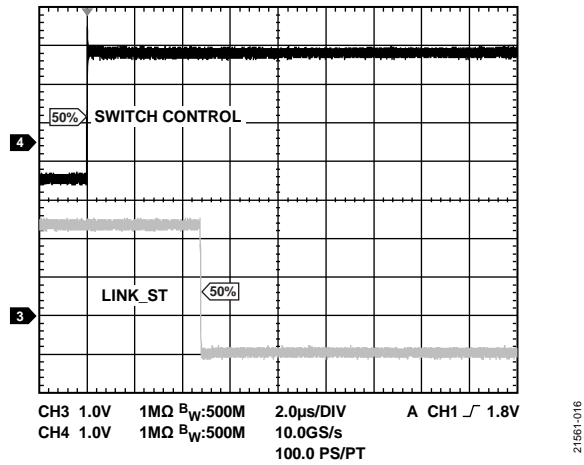 50% SWITCH CONTROL
4
50%
LINK_ST
3
CH3 1.0V 1MΩ BW:500M 2.0µs/DIV A CH1 1.8V
CH4 1.0V 1MΩ BW:500M 10.0GS/s
100.0 PS/PT
21561-016